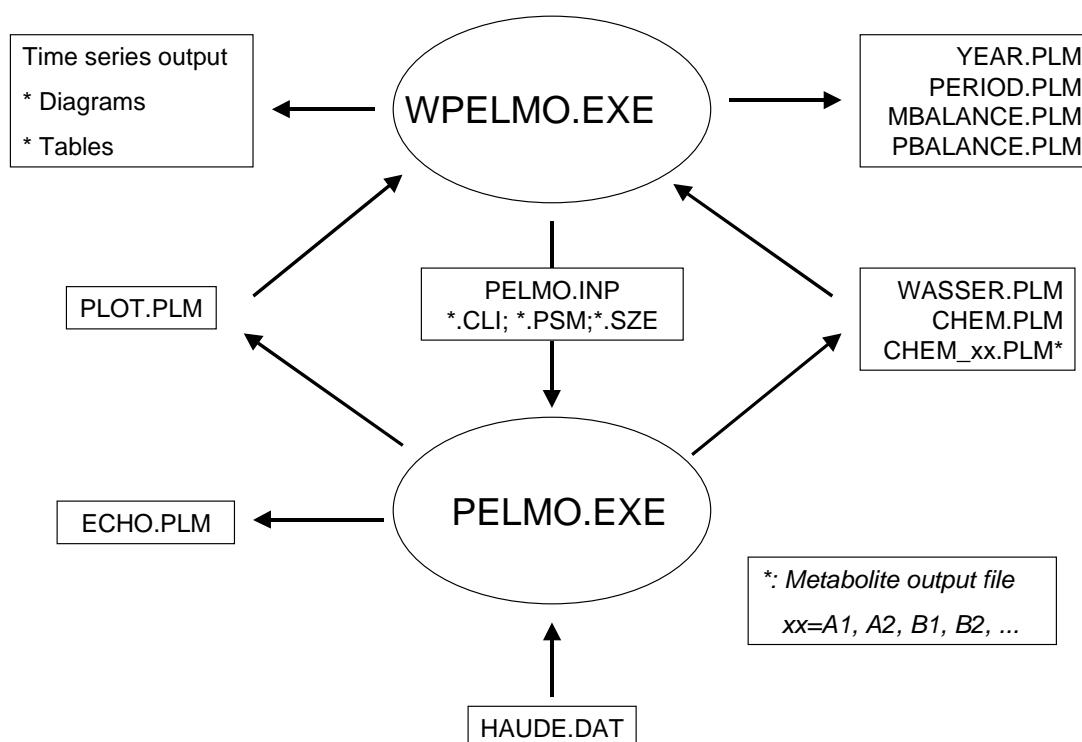 Time series output
* Diagrams
* Tables
WPELMO.EXE
YEAR.PLM
PERIOD.PLM
MBALANCE.PLM
PBALANCE.PLM
PLOT.PLM
PELMO.INP
*.CLI; *.PSM;*.SZE
WASSER.PLM
CHEM.PLM
CHEM_xx.PLM*
ECHO.PLM
PELMO.EXE
*: Metabolite output file
xx=A1, A2, B1, B2, ...
HAUDE.DAT